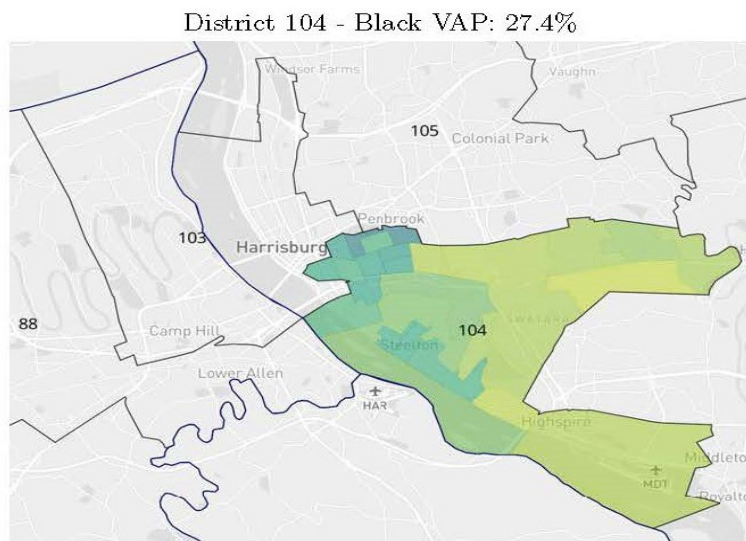 District 104 - Black VAP: 27.4%
Windsor Farms
Vaughn
105
Colonial Park
Penbrook
103
Harrisburg
88
Camp Hill
104
SWATARA
Steelton
Lower Allen
HAR
Highspire
Middleto
MDT
Royalto